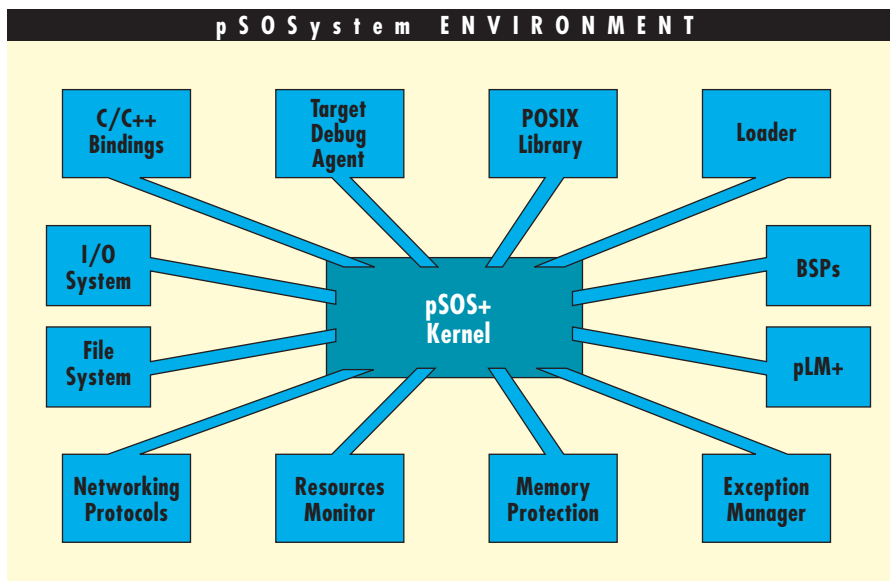 pSOSystem ENVIRONMENT
C/C++
Bindings
Target
Debug
Agent
POSIX
Library
Loader
I/O
System
BSPs
pSOS+
Kernel
File
System
pLM+
Networking
Protocols
Resources
Monitor
Memory
Protection
Exception
Manager